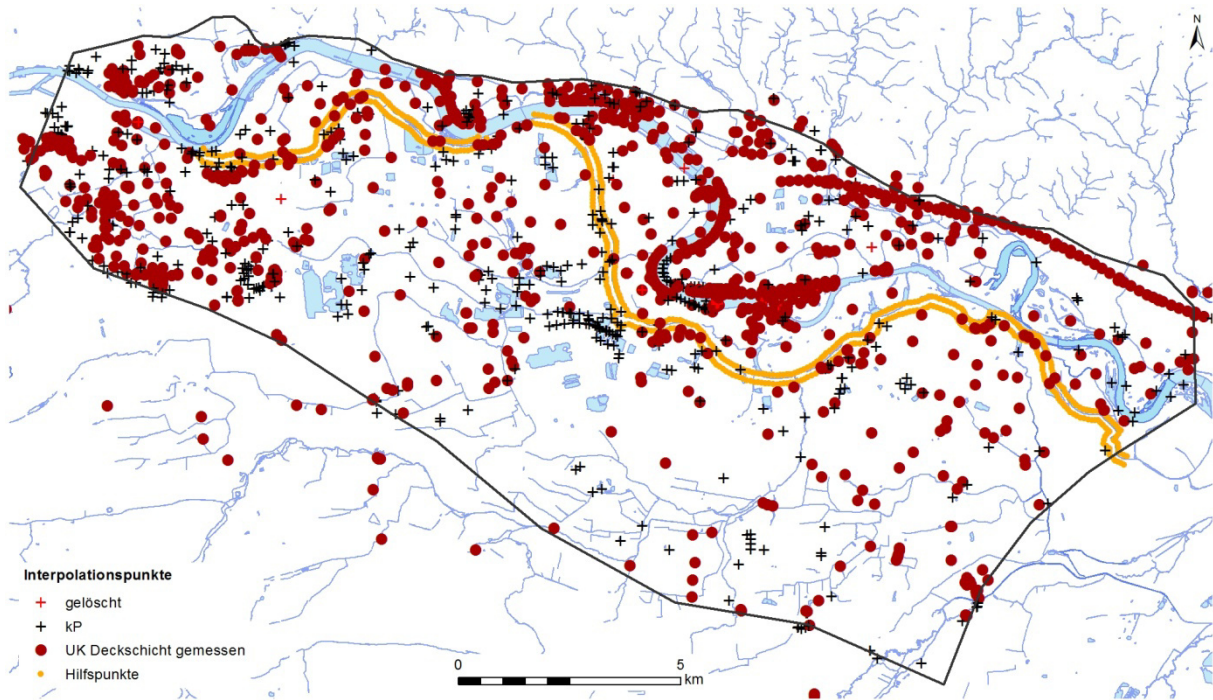 N
Interpolationspunkte
gelöscht
kP
UK Deckschicht gemessen
Hilfspunkte
0 5
km